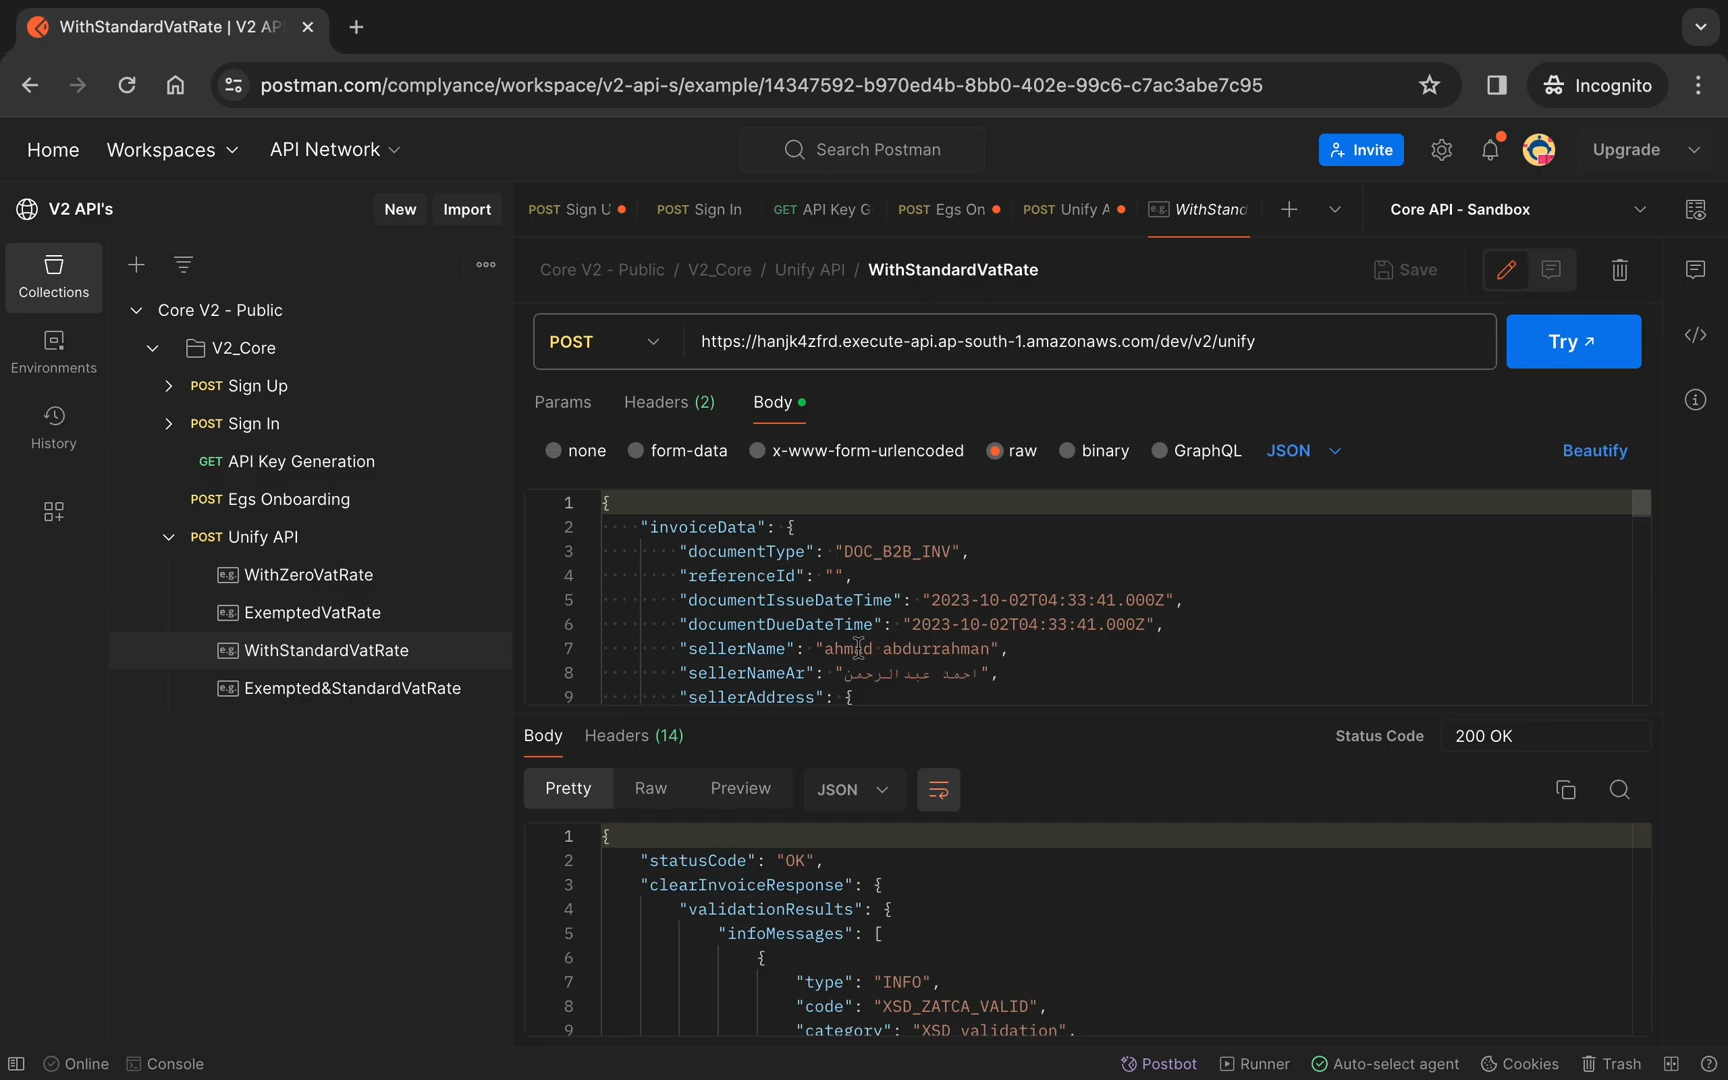 WithStandardVatRate | V2 AP
postman.com/complyance/workspace/v2-api-s/example/14347592-b970ed4b-8bb0-402e-99c6-c7ac3abe7c95
Incognito
Home
Workspaces
API Network
Search Postman
Invite
Upgrade
V2 API's
New
Import
POST Sign U
POST Sign In
GET API Key G
POST Egs On
POST Unify A
e.g. WithStand
Core API - Sandbox
Collections
Environments
History
Core V2 - Public
V2_Core
POST Sign Up
POST Sign In
GET API Key Generation
POST Egs Onboarding
POST Unify API
e.g. WithZeroVatRate
e.g. ExemptedVatRate
e.g. WithStandardVatRate
e.g. Exempted&StandardVatRate
Core V2 - Public / V2_Core / Unify API / WithStandardVatRate
Save
POST
https://hanjk4zfrd.execute-api.ap-south-1.amazonaws.com/dev/v2/unify
Try
Params
Headers (2)
Body
none
form-data
x-www-form-urlencoded
raw
binary
GraphQL
JSON
Beautify
1 {
2 "invoiceData": {
3 "documentType": "DOC_B2B_INV",
4 "referenceId": "",
5 "documentIssueDateTime": "2023-10-02T04:33:41.000Z",
6 "documentDueDateTime": "2023-10-02T04:33:41.000Z",
7 "sellerName": "ahmad abdurrahman",
8 "sellerNameAr": "احمد عبدالرحمن",
9 "sellerAddress": {
Body
Headers (14)
Status Code
200 OK
Pretty
Raw
Preview
JSON
1 {
2 "statusCode": "OK",
3 "clearInvoiceResponse": {
4 "validationResults": {
5 "infoMessages": [
6 {
7 "type": "INFO",
8 "code": "XSD_ZATCA_VALID",
9 "category": "XSD validation",
Online
Console
Postbot
Runner
Auto-select agent
Cookies
Trash